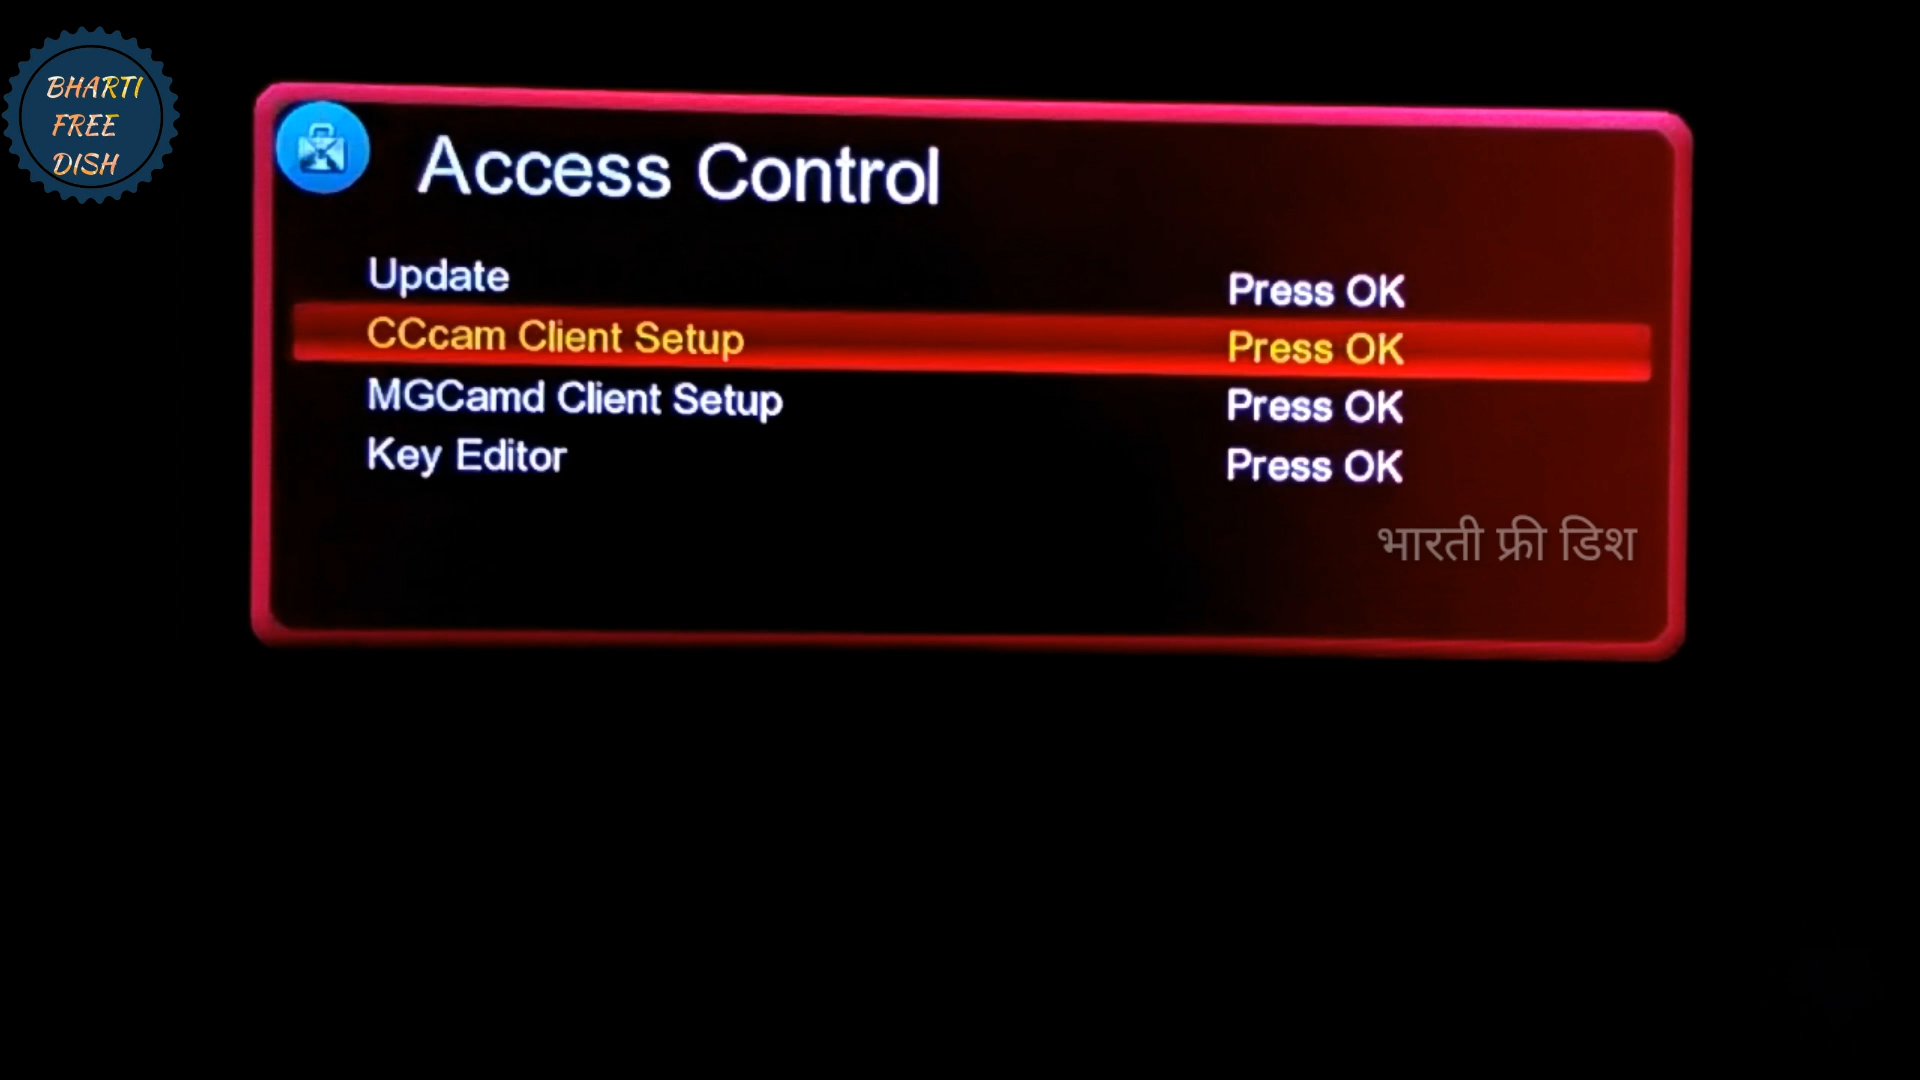 BHARTI
FREE
DISH
Access Control
Update Press OK
CCcam Client Setup Press OK
MGCamd Client Setup Press OK
Key Editor Press OK
भारती फ्री डिश